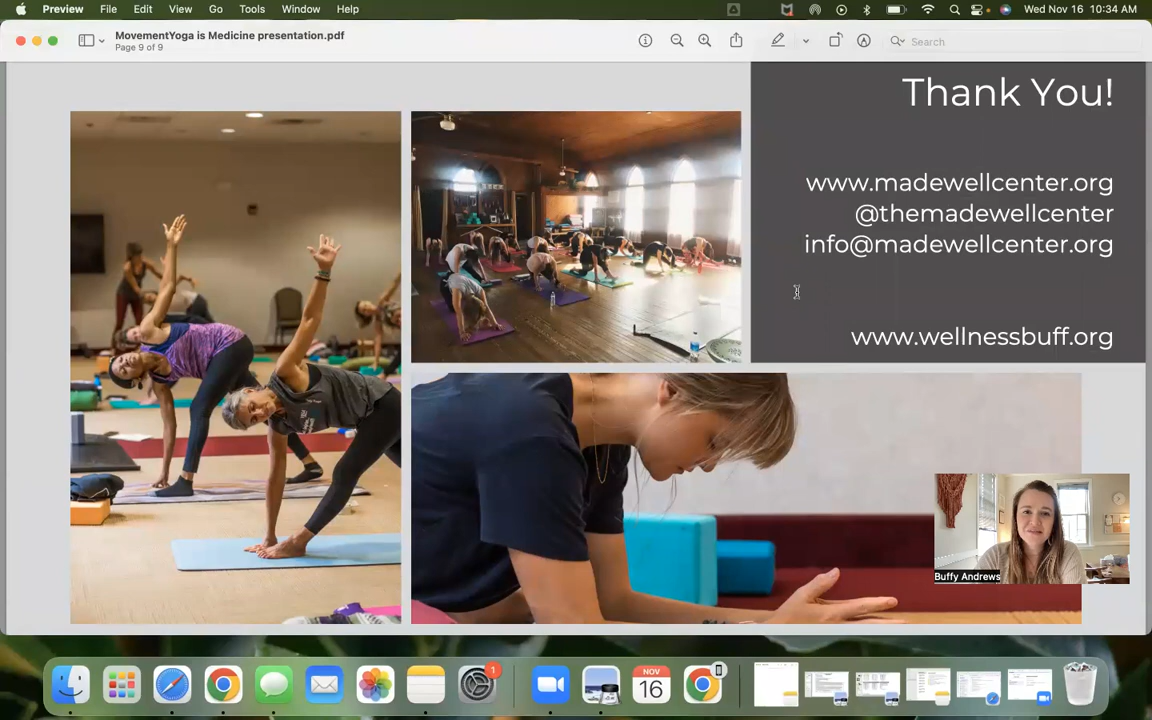 Preview File Edit View Go Tools Window Help Wed Nov 16 10:34 AM
MovementYoga is Medicine presentation.pdf
Page 9 of 9
Search
Thank You!
www.madewellcenter.org
@themadewellcenter
info@madewellcenter.org
www.wellnessbuff.org
Buffy Andrews
1
NOV
16